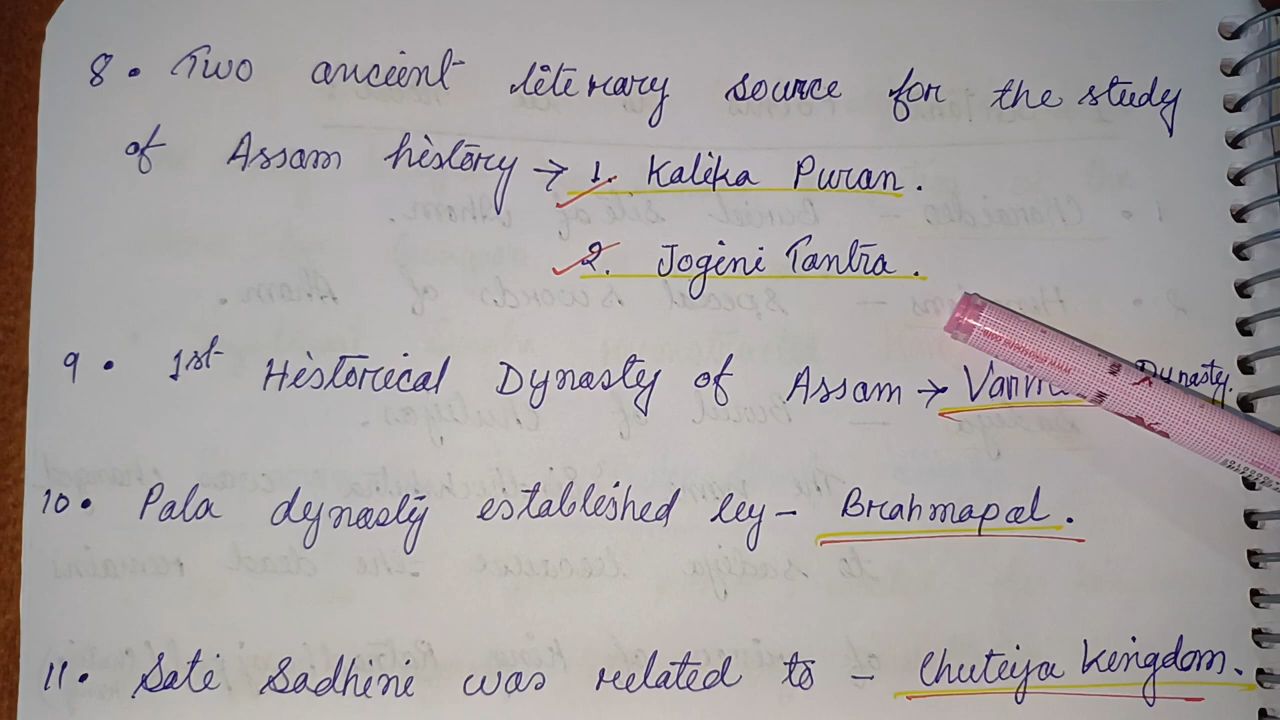 8. Two ancient literary source for the study
of Assam history → 1. Kalika Puran.
2. Jogini Tantra.
9. 1st Historical Dynasty of Assam → Dynasty.
10. Pala dynasty established by - Brahmapal.
11. Sati Sadhini was related to - Chuteiya Kingdom.